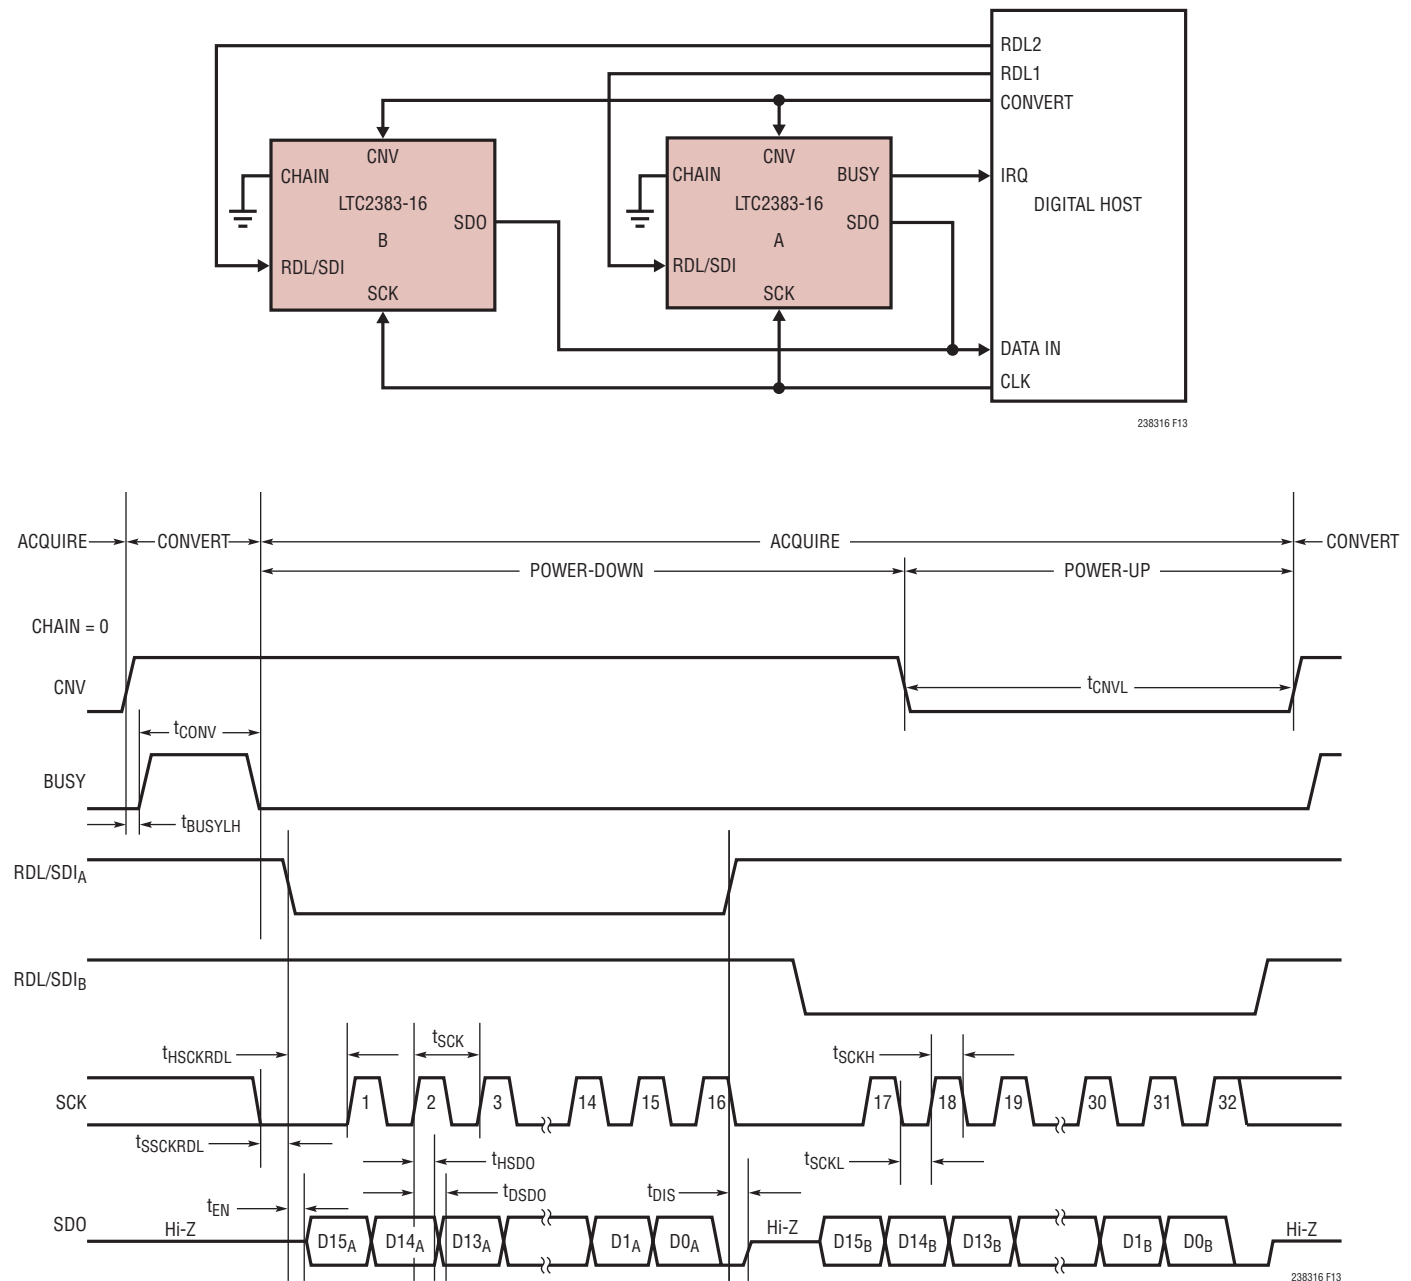 RDL2
RDL1
CONVERT
CNV
CNV
CHAIN
CHAIN
BUSY
IRQ
LTC2383-16
LTC2383-16
DIGITAL HOST
SDO
SDO
B
A
RDL/SDI
RDL/SDI
SCK
SCK
DATA IN
CLK
238316 F13
ACQUIRE CONVERT ACQUIRE CONVERT
POWER-DOWN POWER-UP
CHAIN = 0
CNV
tCNVL
tCONV
BUSY
tBUSYLH
RDL/SDIA
RDL/SDIB
tSCK
tHSCKRDL
tSCKH
SCK
1 2 3 14 15 16 17 18 19 30 31 32
tSSCKRDL
tHSDO
tSCKL
tDSDO
tDIS
tEN
SDO
Hi-Z D15A D14A D13A D1A D0A Hi-Z D15B D14B D13B D1B D0B Hi-Z
238316 F13